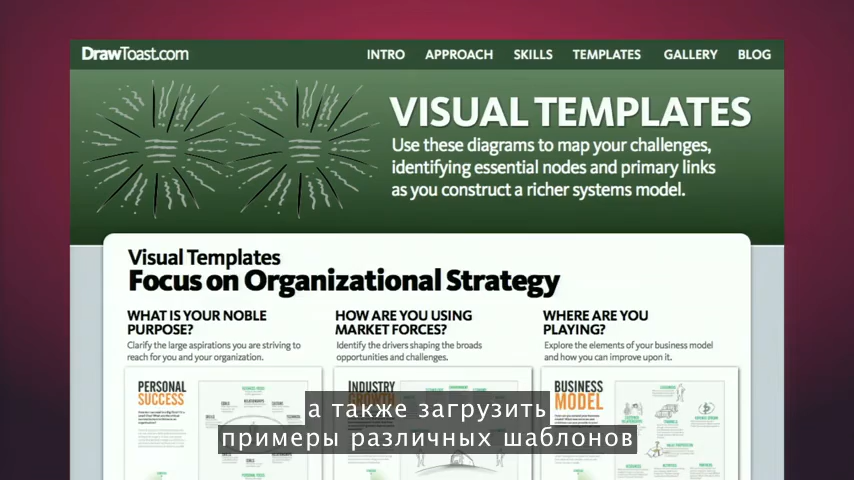 DrawToast.com
INTRO APPROACH SKILLS TEMPLATES GALLERY BLOG
VISUAL TEMPLATES
Use these diagrams to map your challenges,
identifying essential nodes and primary links
as you construct a richer systems model.
Visual Templates
Focus on Organizational Strategy
WHAT IS YOUR NOBLE
PURPOSE?
Clarify the large aspirations you are striving to
reach for you and your organization.
HOW ARE YOU USING
MARKET FORCES?
Identify the drivers shaping the broads
opportunities and challenges.
WHERE ARE YOU
PLAYING?
Explore the elements of your business model
and how you can improve upon it.
PERSONAL
SUCCESS
INDUSTRY
GROWTH
BUSINESS
MODEL
а также загрузить
примеры различных шаблонов